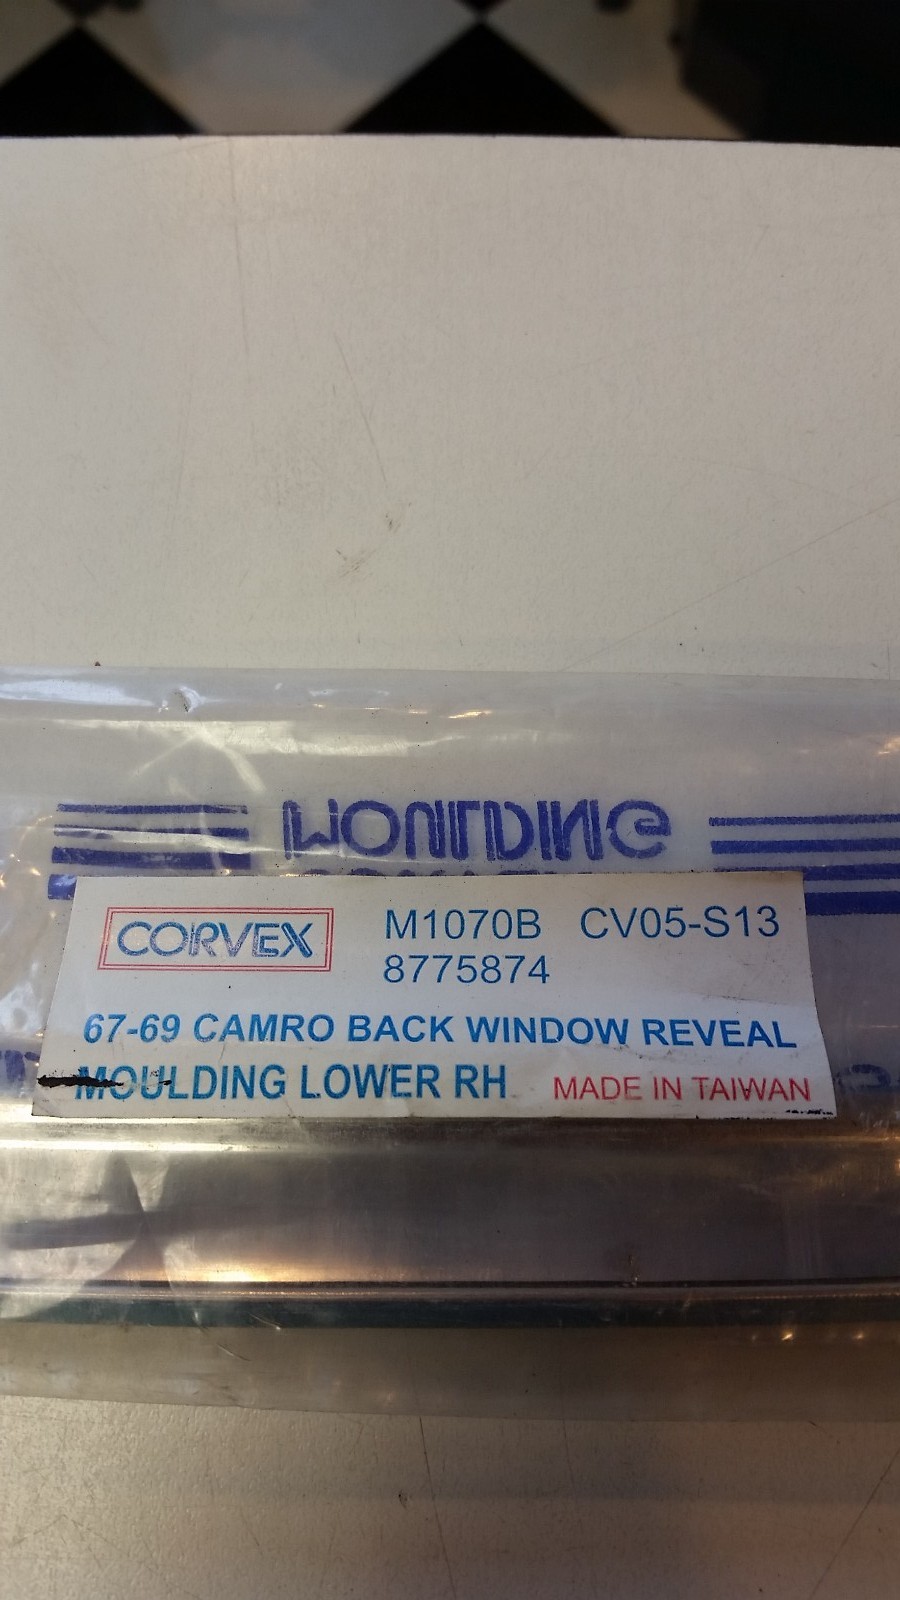 MOULDING
CORVEX
M1070B CV05-S13
8775874
67-69 CAMRO BACK WINDOW REVEAL
MOULDING LOWER RH
MADE IN TAIWAN